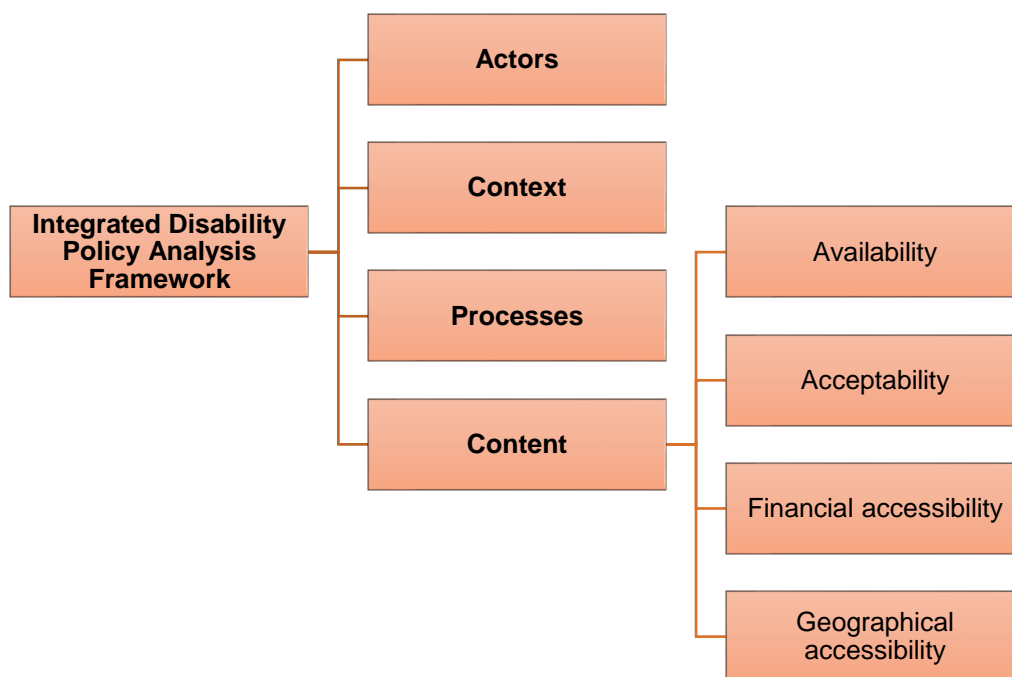 Integrated Disability
Policy Analysis
Framework
Actors
Context
Processes
Content
Availability
Acceptability
Financial accessibility
Geographical
accessibility